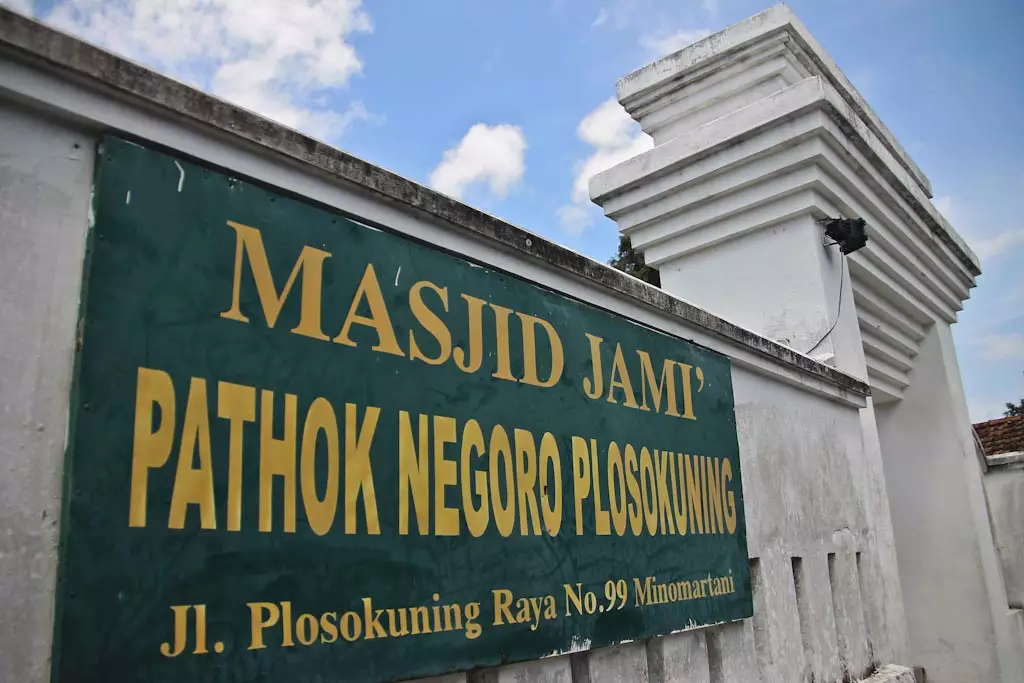 MASJID JAMI'
PATHOK NEGORO PLOSOKUNING
Jl. Plosokuning Raya No.99 Minomartani